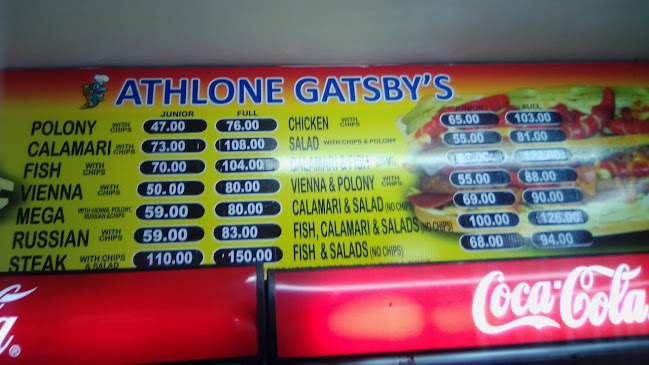 ATHLONE GATSBY'S
JUNIOR FULL
POLONY WITH CHIPS 47.00 76.00
CALAMARI WITH CHIPS 73.00 108.00
FISH WITH CHIPS 70.00 104.00
VIENNA WITH CHIPS 50.00 80.00
MEGA WITH VIENNA, POLONY, RUSSIAN & CHIPS 59.00 80.00
RUSSIAN WITH CHIPS 59.00 83.00
STEAK WITH CHIPS & SALAD 110.00 150.00
JUNIOR FULL
CHICKEN WITH CHIPS 65.00 103.00
SALAD WITH CHIPS & POLONY 55.00 81.00
CALAMARI & FISH
VIENNA & POLONY WITH CHIPS 55.00 88.00
CALAMARI & SALAD (NO CHIPS) 69.00 90.00
FISH, CALAMARI & SALADS (NO CHIPS) 100.00 126.00
FISH & SALADS (NO CHIPS) 68.00 94.00
Coca-Cola